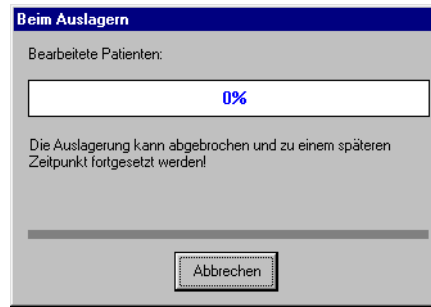 Beim Auslagern
Bearbeitete Patienten:
0%
Die Auslagerung kann abgebrochen und zu einem späteren
Zeitpunkt fortgesetzt werden!
Abbrechen